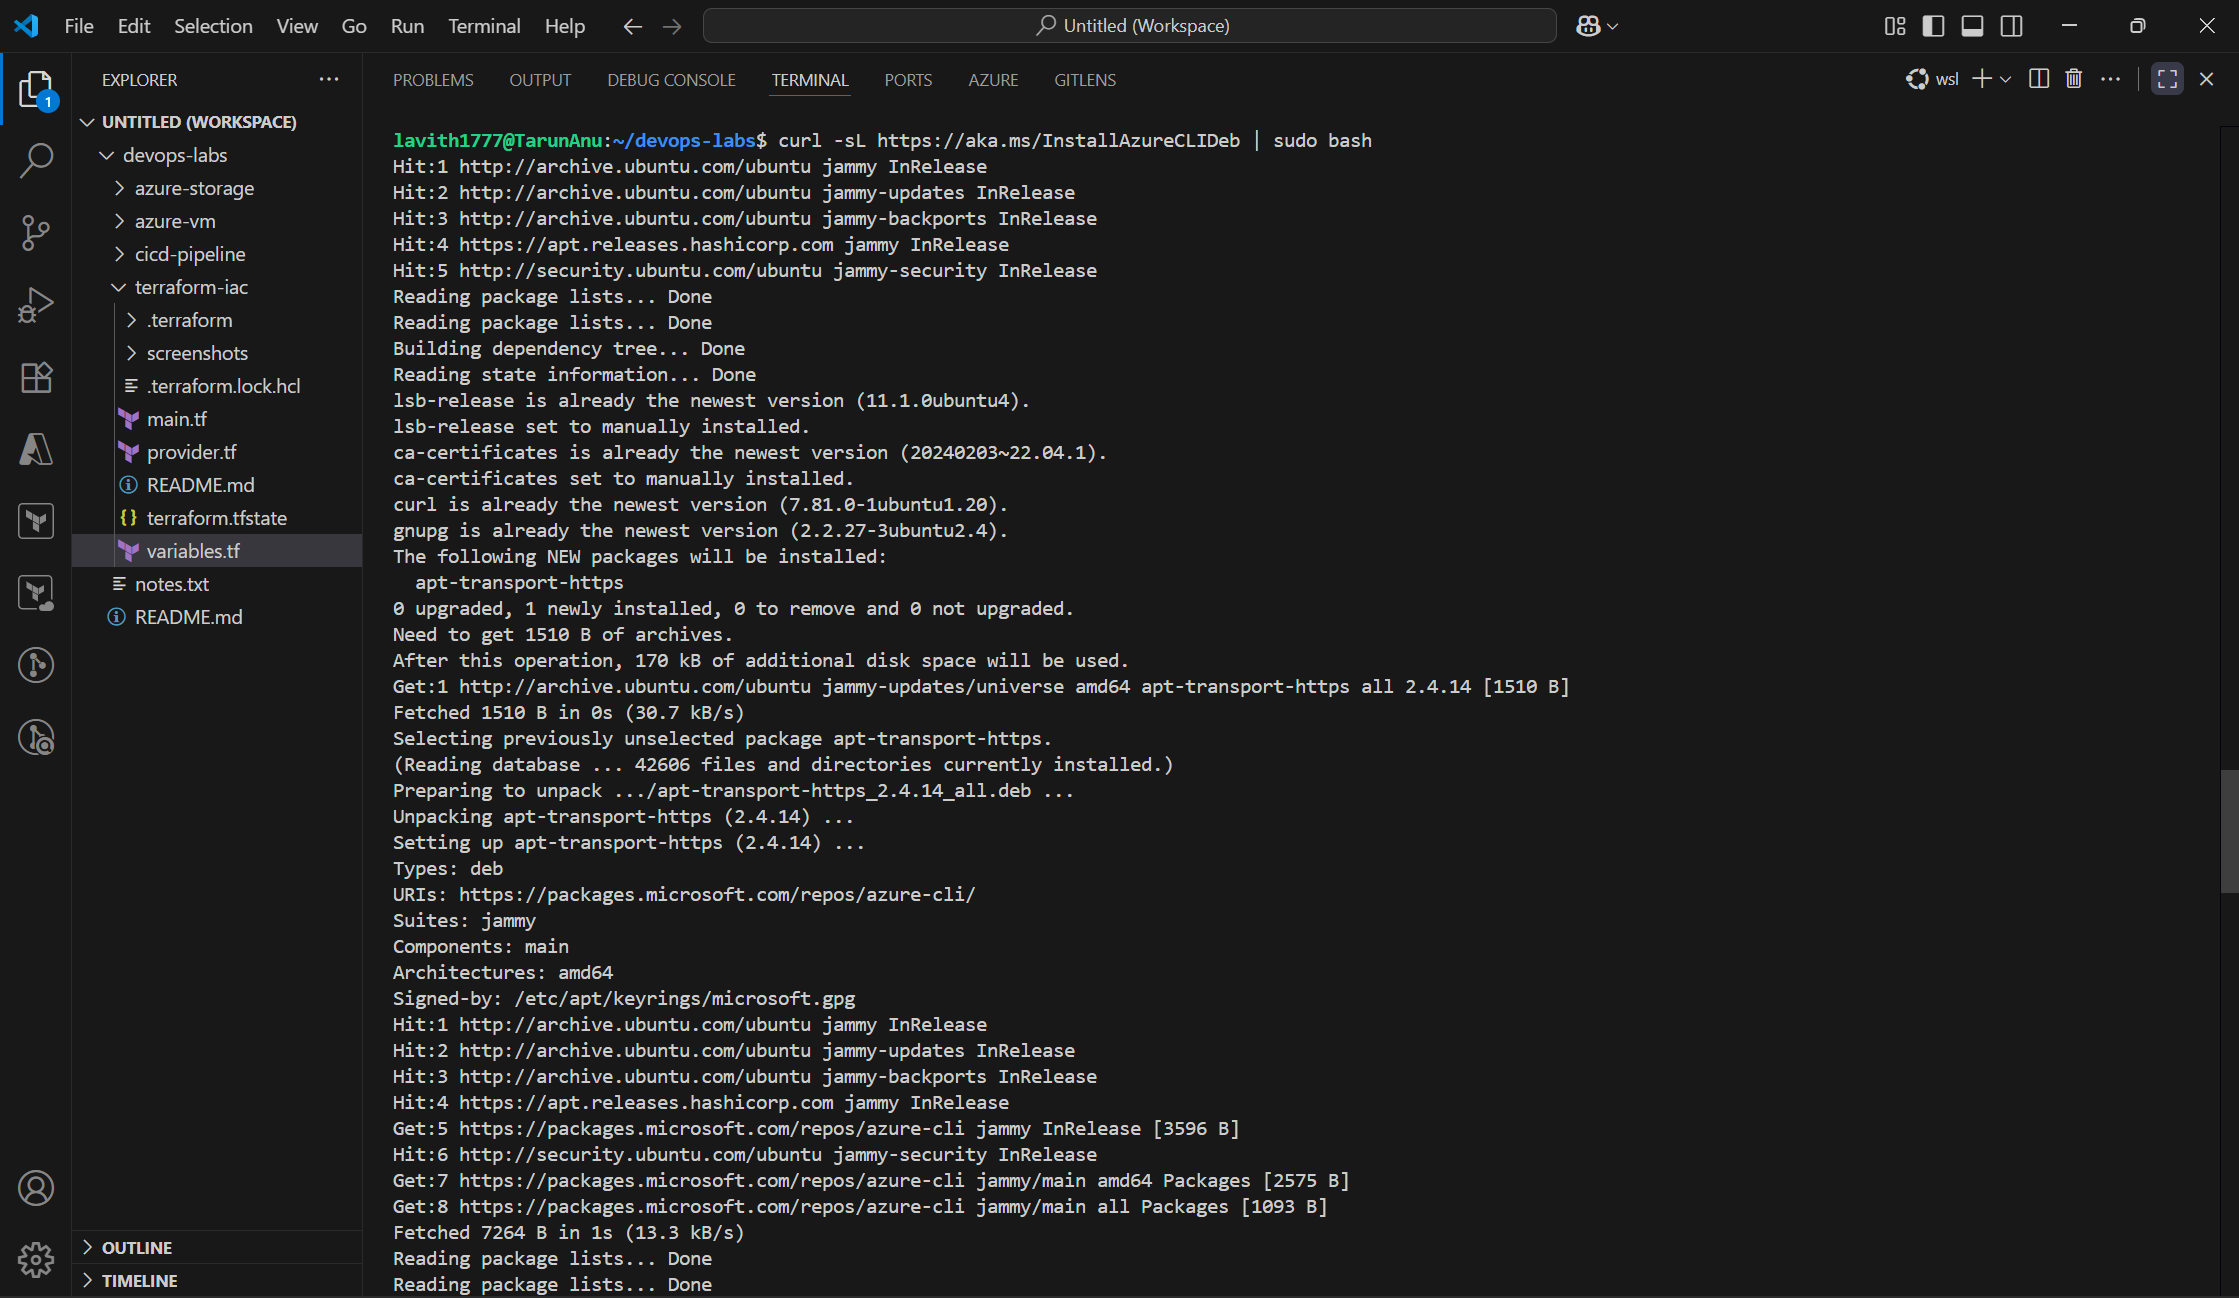 File Edit Selection View Go Run Terminal Help
Untitled (Workspace)
EXPLORER
1
UNTITLED (WORKSPACE)
devops-labs
azure-storage
azure-vm
cicd-pipeline
terraform-iac
.terraform
screenshots
.terraform.lock.hcl
main.tf
provider.tf
README.md
terraform.tfstate
variables.tf
notes.txt
README.md
OUTLINE
TIMELINE
PROBLEMS OUTPUT DEBUG CONSOLE TERMINAL PORTS AZURE GITLENS
wsl
lavith1777@TarunAnu:~/devops-labs$ curl -sL https://aka.ms/InstallAzureCLIDeb | sudo bash
Hit:1 http://archive.ubuntu.com/ubuntu jammy InRelease
Hit:2 http://archive.ubuntu.com/ubuntu jammy-updates InRelease
Hit:3 http://archive.ubuntu.com/ubuntu jammy-backports InRelease
Hit:4 https://apt.releases.hashicorp.com jammy InRelease
Hit:5 http://security.ubuntu.com/ubuntu jammy-security InRelease
Reading package lists... Done
Reading package lists... Done
Building dependency tree... Done
Reading state information... Done
lsb-release is already the newest version (11.1.0ubuntu4).
lsb-release set to manually installed.
ca-certificates is already the newest version (20240203~22.04.1).
ca-certificates set to manually installed.
curl is already the newest version (7.81.0-1ubuntu1.20).
gnupg is already the newest version (2.2.27-3ubuntu2.4).
The following NEW packages will be installed:
  apt-transport-https
0 upgraded, 1 newly installed, 0 to remove and 0 not upgraded.
Need to get 1510 B of archives.
After this operation, 170 kB of additional disk space will be used.
Get:1 http://archive.ubuntu.com/ubuntu jammy-updates/universe amd64 apt-transport-https all 2.4.14 [1510 B]
Fetched 1510 B in 0s (30.7 kB/s)
Selecting previously unselected package apt-transport-https.
(Reading database ... 42606 files and directories currently installed.)
Preparing to unpack .../apt-transport-https_2.4.14_all.deb ...
Unpacking apt-transport-https (2.4.14) ...
Setting up apt-transport-https (2.4.14) ...
Types: deb
URIs: https://packages.microsoft.com/repos/azure-cli/
Suites: jammy
Components: main
Architectures: amd64
Signed-by: /etc/apt/keyrings/microsoft.gpg
Hit:1 http://archive.ubuntu.com/ubuntu jammy InRelease
Hit:2 http://archive.ubuntu.com/ubuntu jammy-updates InRelease
Hit:3 http://archive.ubuntu.com/ubuntu jammy-backports InRelease
Hit:4 https://apt.releases.hashicorp.com jammy InRelease
Get:5 https://packages.microsoft.com/repos/azure-cli jammy InRelease [3596 B]
Hit:6 http://security.ubuntu.com/ubuntu jammy-security InRelease
Get:7 https://packages.microsoft.com/repos/azure-cli jammy/main amd64 Packages [2575 B]
Get:8 https://packages.microsoft.com/repos/azure-cli jammy/main all Packages [1093 B]
Fetched 7264 B in 1s (13.3 kB/s)
Reading package lists... Done
Reading package lists... Done